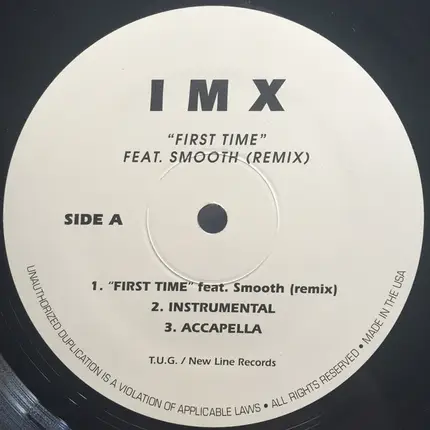 IMX
"FIRST TIME"
FEAT. SMOOTH (REMIX)
SIDE A
1. "FIRST TIME" feat. Smooth (remix)
2. INSTRUMENTAL
3. ACCAPELLA
T.U.G. / New Line Records
UNAUTHORIZED DUPLICATION IS A VIOLATION OF APPLICABLE LAWS • ALL RIGHTS RESERVED • MADE IN THE USA